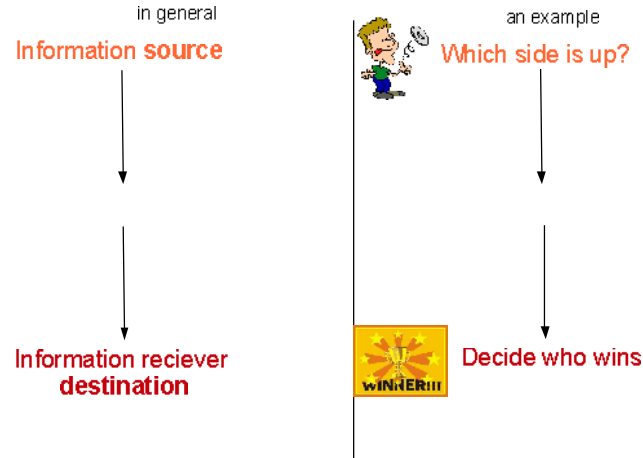 in general
Information source
Information reciever
destination
an example
Which side is up?
WINNER!!!
Decide who wins